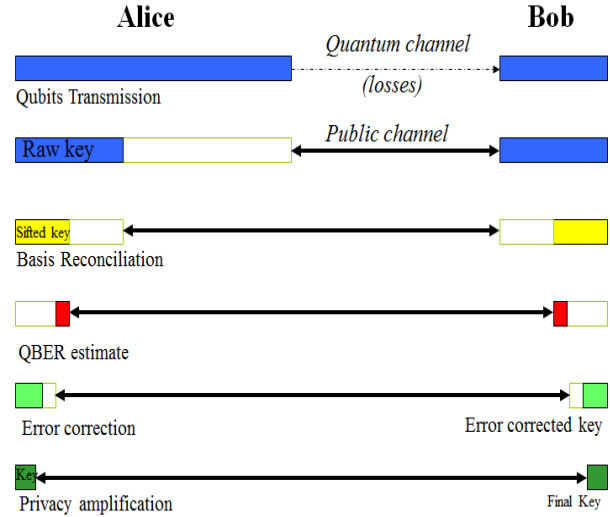 Alice
Bob
Quantum channel
(losses)
Qubits Transmission
Raw key
Public channel
Sifted key
Basis Reconciliation
QBER estimate
Error correction
Error corrected key
Key
Privacy amplification
Final Key